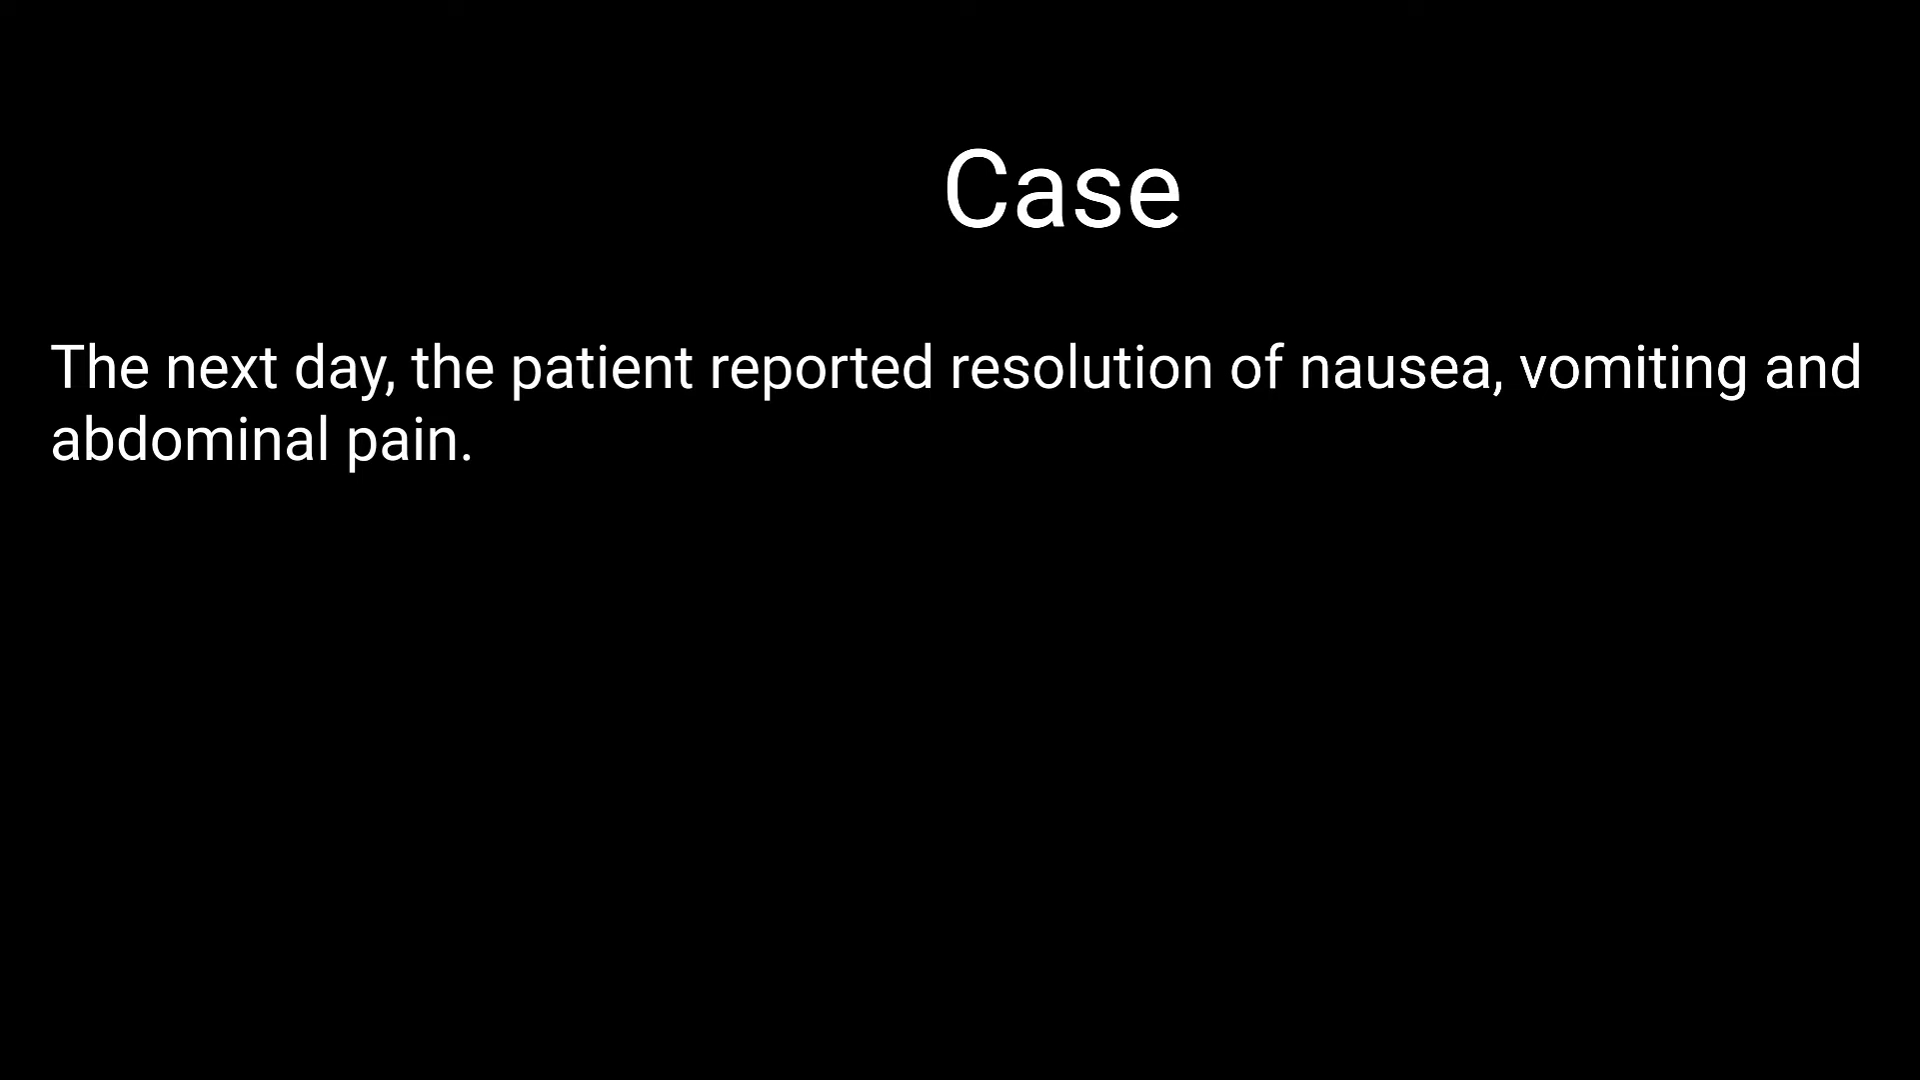 Case
The next day, the patient reported resolution of nausea, vomiting and
abdominal pain.